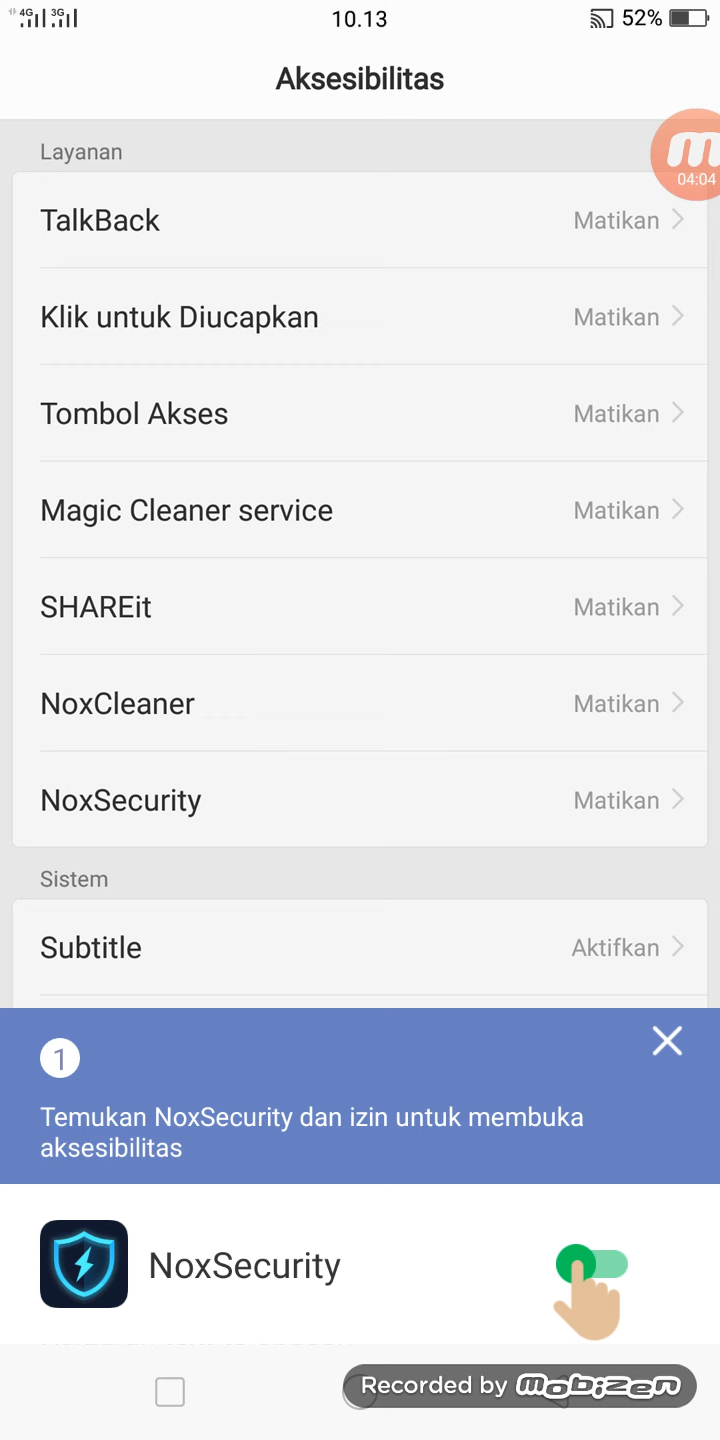 4G 3G 10.13 52%
Aksesibilitas
Layanan
04:04
TalkBack Matikan
Klik untuk Diucapkan Matikan
Tombol Akses Matikan
Magic Cleaner service Matikan
SHAREit Matikan
NoxCleaner Matikan
NoxSecurity Matikan
Sistem
Subtitle Aktifkan
1
Temukan NoxSecurity dan izin untuk membuka
aksesibilitas
NoxSecurity
Recorded by mobizen